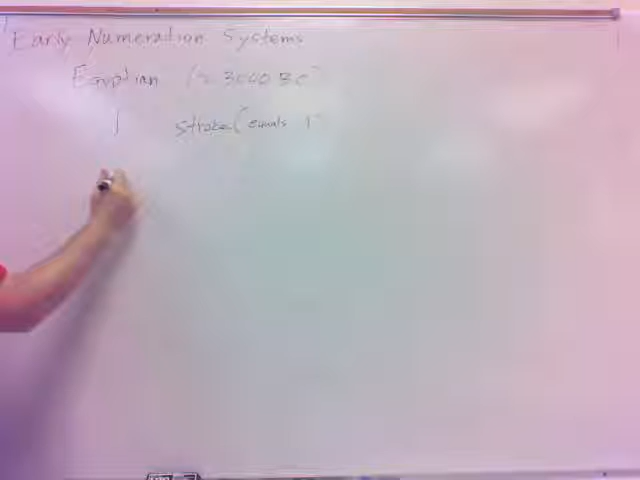 Early Numeration Systems
Egyptian (≈ 3000 BC)
| stroke (equals 1)